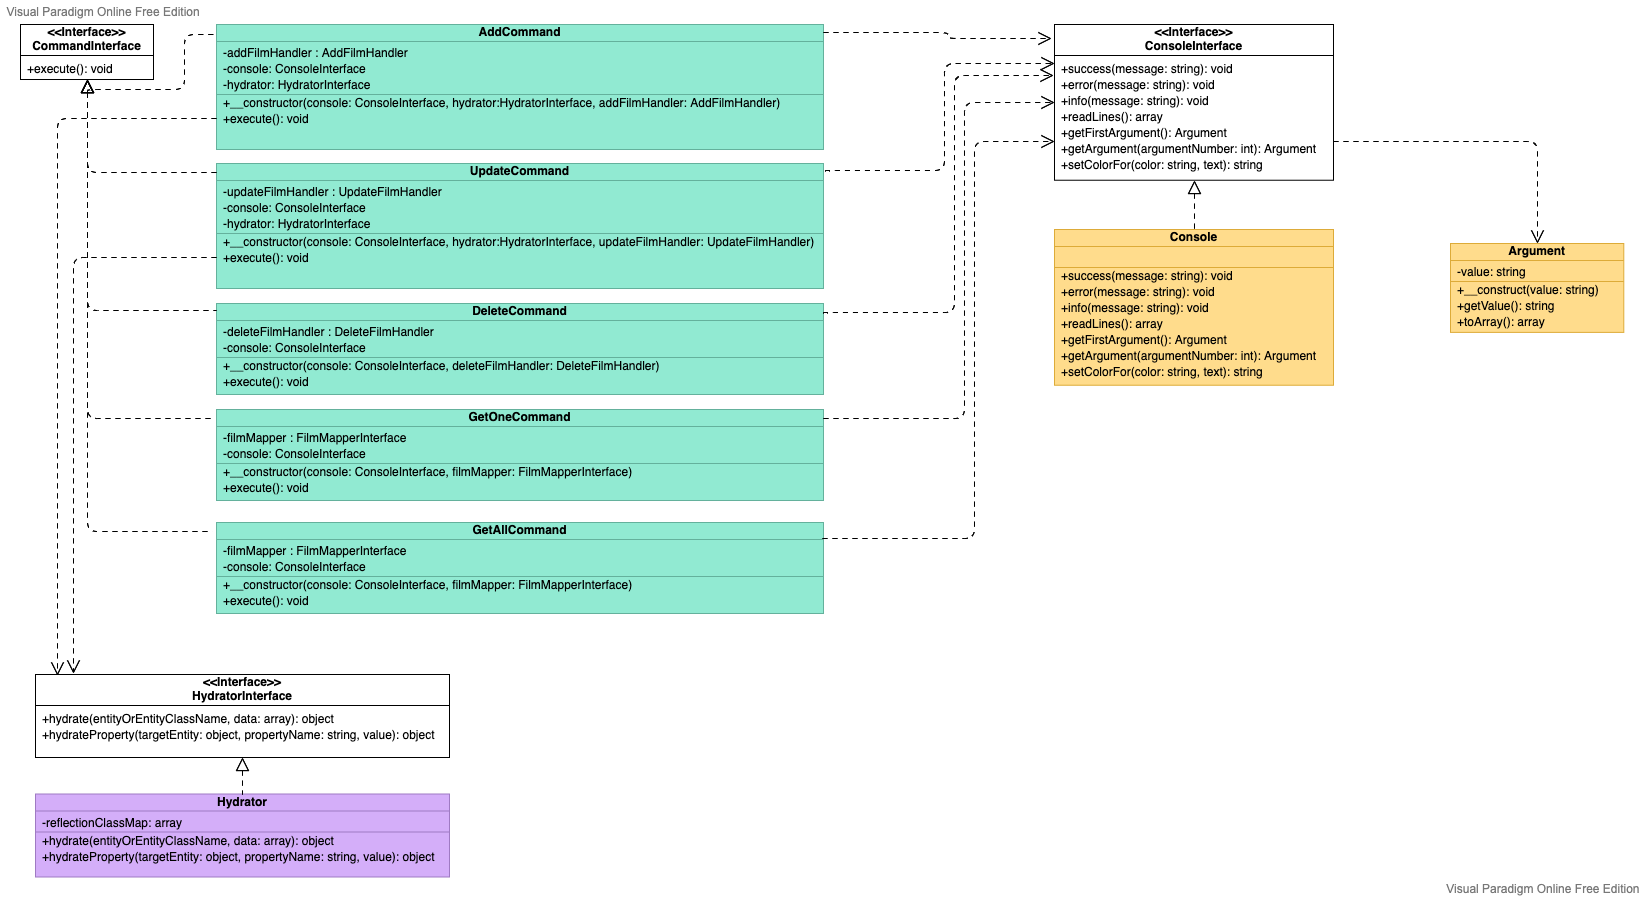 Visual Paradigm Online Free Edition
<<Interface>>
CommandInterface
+execute(): void
AddCommand
-addFilmHandler : AddFilmHandler
-console: ConsoleInterface
-hydrator: HydratorInterface
+__constructor(console: ConsoleInterface, hydrator:HydratorInterface, addFilmHandler: AddFilmHandler)
+execute(): void
UpdateCommand
-updateFilmHandler : UpdateFilmHandler
-console: ConsoleInterface
-hydrator: HydratorInterface
+__constructor(console: ConsoleInterface, hydrator:HydratorInterface, updateFilmHandler: UpdateFilmHandler)
+execute(): void
DeleteCommand
-deleteFilmHandler : DeleteFilmHandler
-console: ConsoleInterface
+__constructor(console: ConsoleInterface, deleteFilmHandler: DeleteFilmHandler)
+execute(): void
GetOneCommand
-filmMapper : FilmMapperInterface
-console: ConsoleInterface
+__constructor(console: ConsoleInterface, filmMapper: FilmMapperInterface)
+execute(): void
GetAllCommand
-filmMapper : FilmMapperInterface
-console: ConsoleInterface
+__constructor(console: ConsoleInterface, filmMapper: FilmMapperInterface)
+execute(): void
<<Interface>>
ConsoleInterface
+success(message: string): void
+error(message: string): void
+info(message: string): void
+readLines(): array
+getFirstArgument(): Argument
+getArgument(argumentNumber: int): Argument
+setColorFor(color: string, text): string
Console
+success(message: string): void
+error(message: string): void
+info(message: string): void
+readLines(): array
+getFirstArgument(): Argument
+getArgument(argumentNumber: int): Argument
+setColorFor(color: string, text): string
Argument
-value: string
+__construct(value: string)
+getValue(): string
+toArray(): array
<<Interface>>
HydratorInterface
+hydrate(entityOrEntityClassName, data: array): object
+hydrateProperty(targetEntity: object, propertyName: string, value): object
Hydrator
-reflectionClassMap: array
+hydrate(entityOrEntityClassName, data: array): object
+hydrateProperty(targetEntity: object, propertyName: string, value): object
Visual Paradigm Online Free Edition